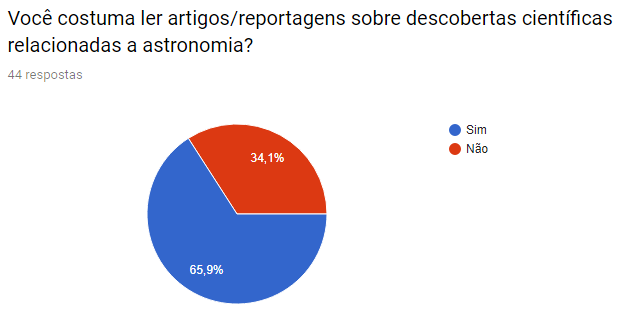 Você costuma ler artigos/reportagens sobre descobertas científicas
relacionadas a astronomia?
44 respostas
Sim
Não
34,1%
65,9%